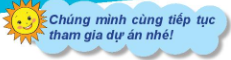 Chúng mình cùng tiếp tục
tham gia dự án nhé!